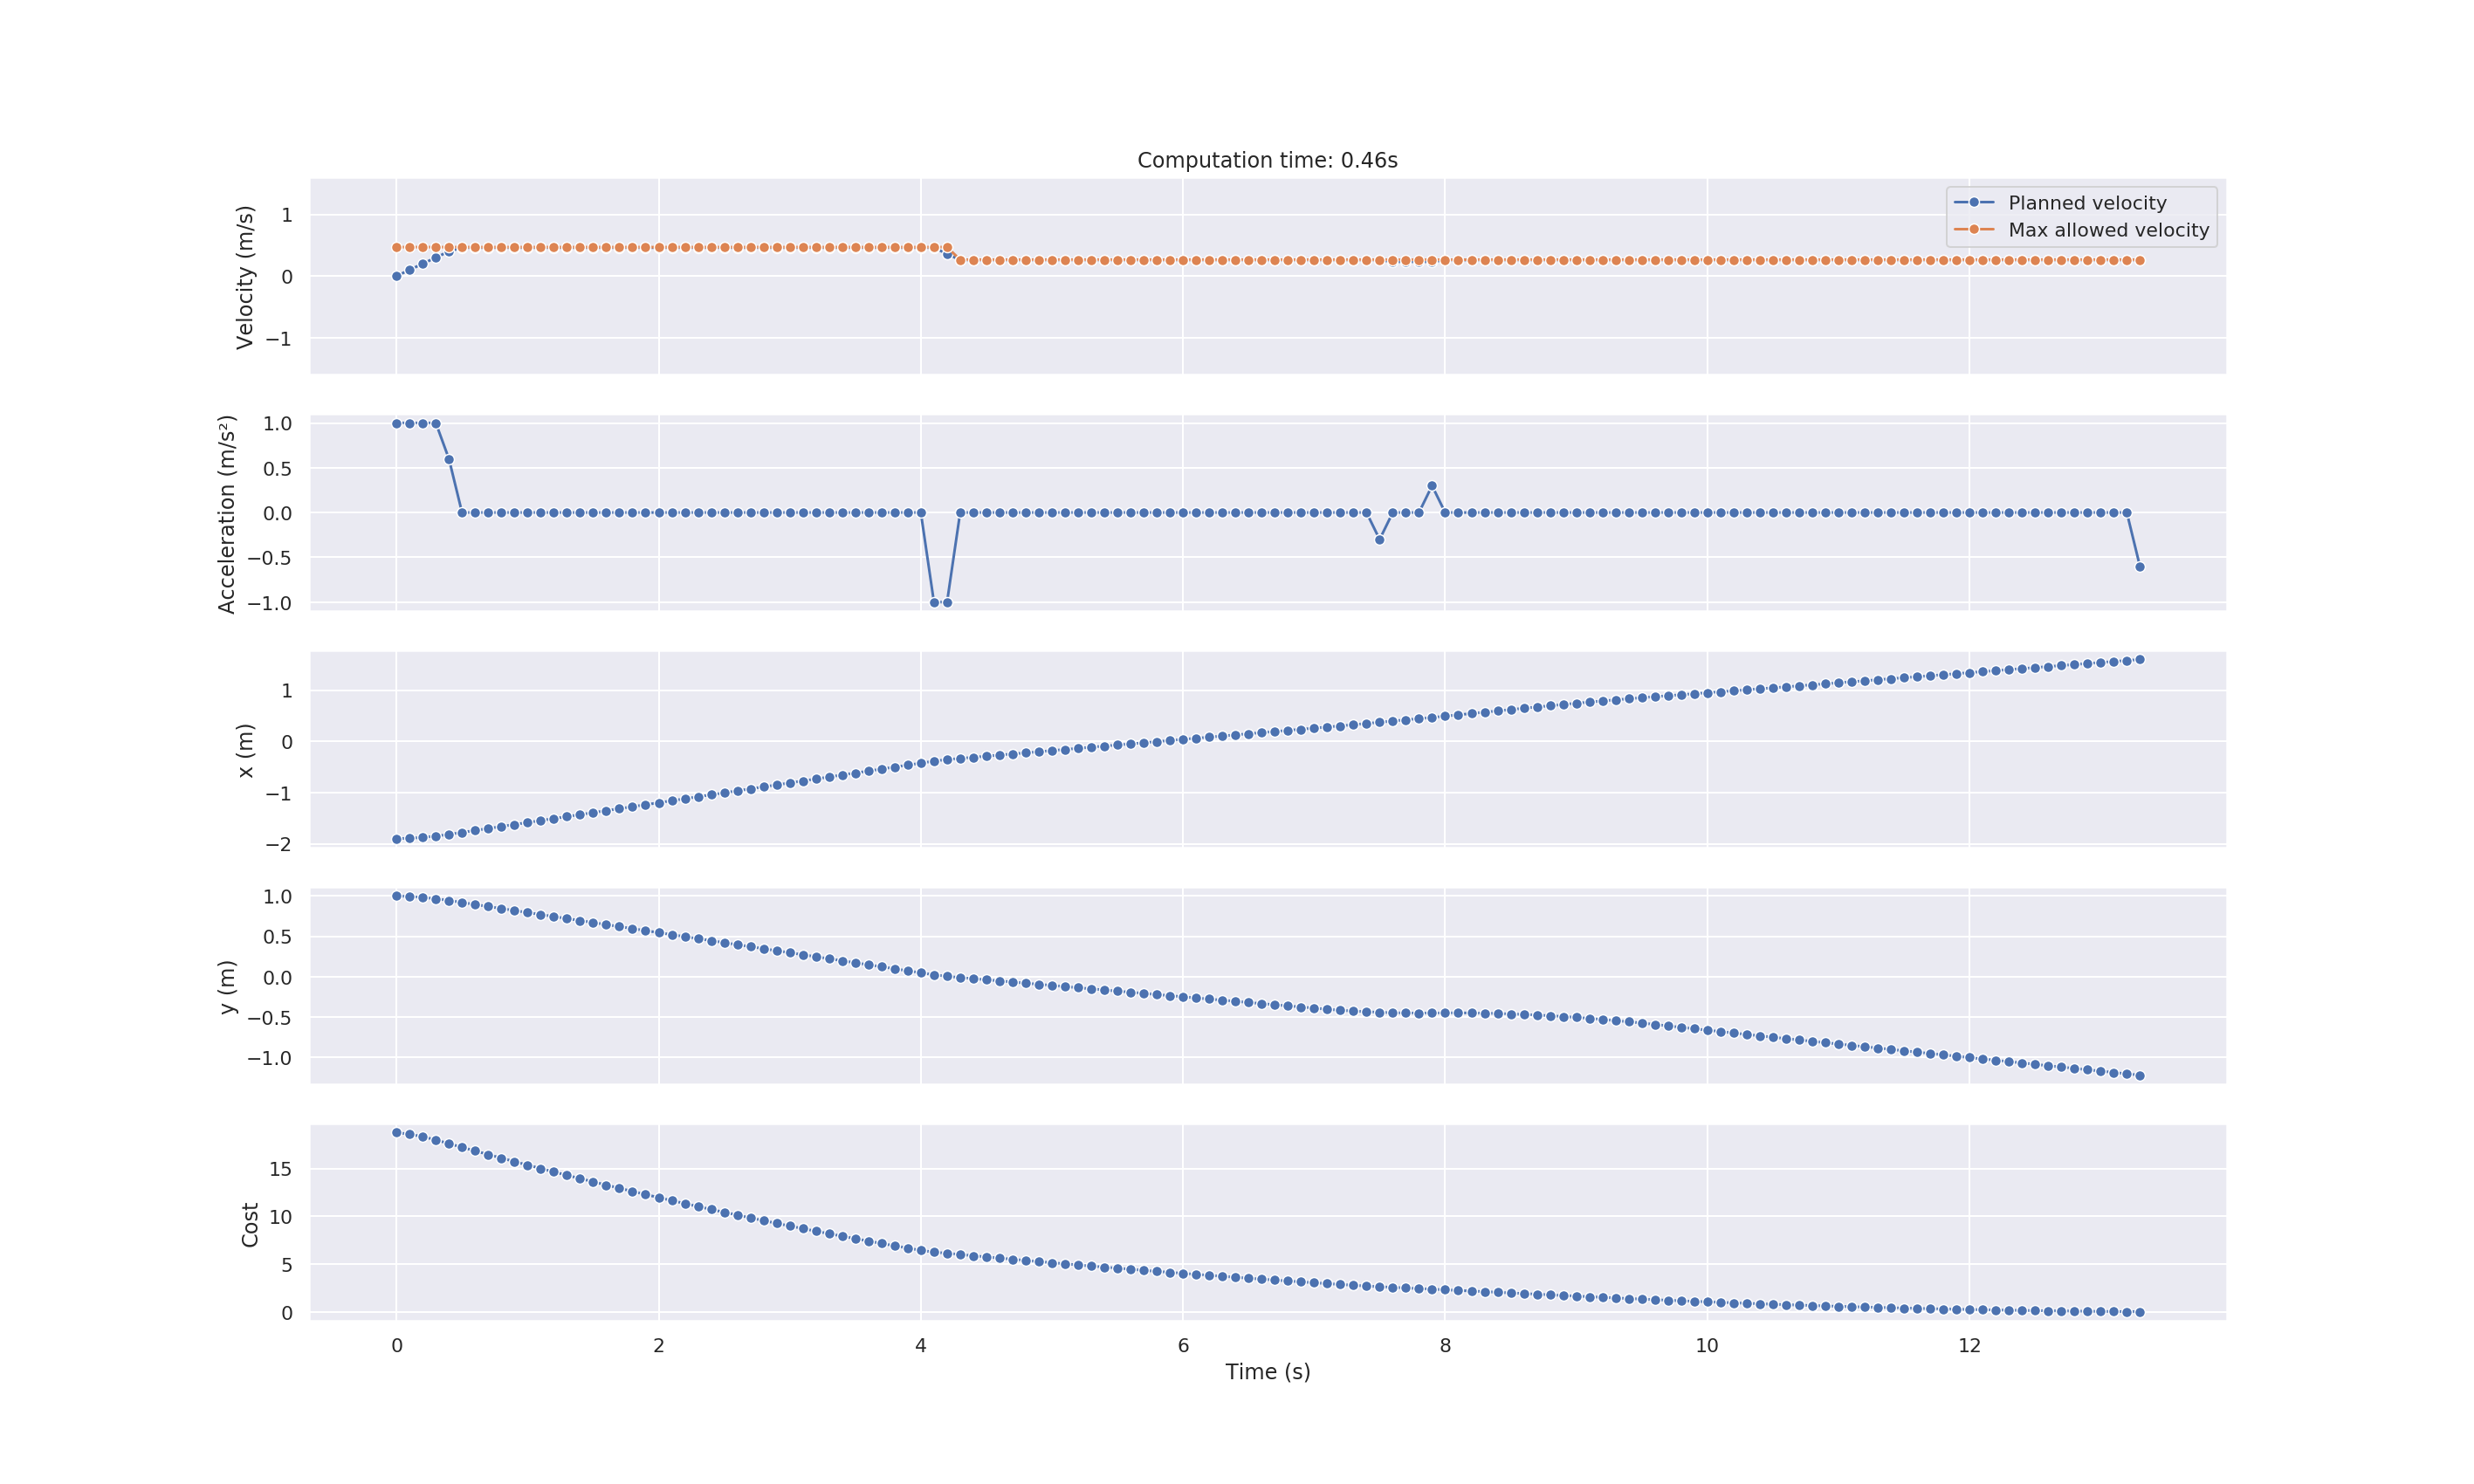 Computation time: 0.46s
Velocity (m/s)
1
0
−1
Planned velocity
Max allowed velocity
Acceleration (m/s²)
1.0
0.5
0.0
−0.5
−1.0
x (m)
1
0
−1
−2
y (m)
1.0
0.5
0.0
−0.5
−1.0
Cost
15
10
5
0
0 2 4 6 8 10 12
Time (s)